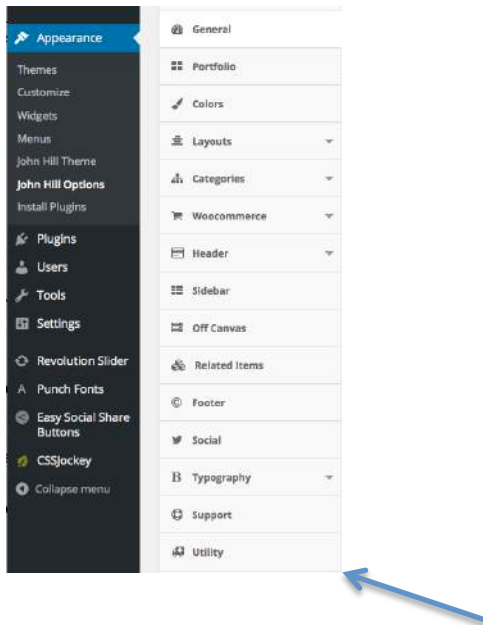 Appearance
Themes
Customize
Widgets
Menus
John Hill Theme
John Hill Options
Install Plugins
Plugins
Users
Tools
Settings
Revolution Slider
Punch Fonts
Easy Social Share
Buttons
CSSJockey
Collapse menu
General
Portfolio
Colors
Layouts
Categories
Woocommerce
Header
Sidebar
Off Canvas
Related Items
Footer
Social
Typography
Support
Utility